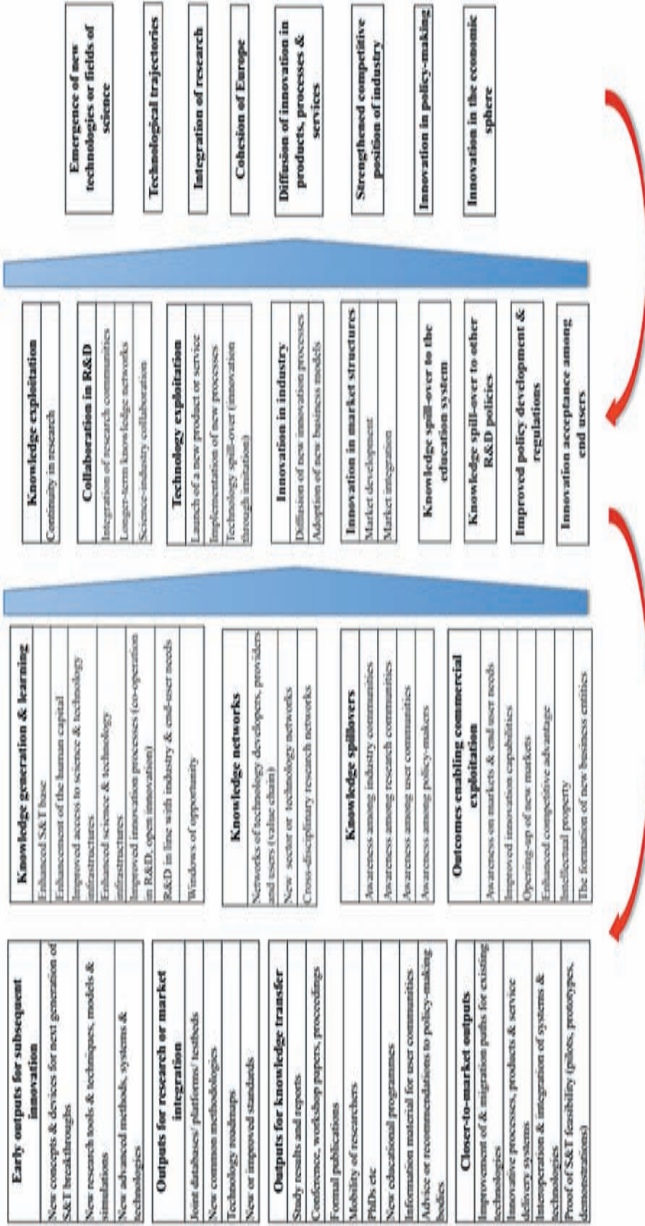 Early outputs for subsequent
innovation
New concepts & devices for next generation of
S&T breakthroughs
New research tools & techniques, models &
simulations
New advanced methods, systems &
technologies
Outputs for research or market
integration
Joint databases/ platforms/ testbeds
New common methodologies
Technology roadmaps
New or improved standards
Outputs for knowledge transfer
Study results and reports
Conference, workshop papers, proceedings
Formal publications
Mobility of researchers
PhDs etc
New educational programmes
Information material for user communities
Advice or recommendations to policy-making
bodies
Closer-to-market outputs
Improvement of & migration paths for existing
technologies
Innovative processes, products & service
delivery systems
Interoperation & integration of systems &
technologies
Proof of S&T feasibility (pilots, prototypes,
demonstrations)
Knowledge generation & learning
Enhanced S&T base
Enhancement of the human capital
Improved access to science & technology
infrastructures
Enhanced science & technology
infrastructures
Improved innovation processes (co-operation
in R&D, open innovation)
R&D in line with industry & end-user needs
Windows of opportunity
Knowledge networks
Networks of technology developers, providers
and users (value chain)
New sector or technology networks
Cross-disciplinary research networks
Knowledge spillovers
Awareness among industry communities
Awareness among research communities
Awareness among user communities
Awareness among policy-makers
Outcomes enabling commercial
exploitation
Awareness on markets & end user needs
Improved innovation capabilities
Opening-up of new markets
Enhanced competitive advantage
Intellectual property
The formation of new business entities
Knowledge exploitation
Continuity in research
Collaboration in R&D
Integration of research communities
Longer-term knowledge networks
Science-industry collaboration
Technology exploitation
Launch of a new product or service
Implementation of new processes
Technology spill-over (innovation
through imitation)
Innovation in industry
Diffusion of new innovation processes
Adoption of new business models
Innovation in market structures
Market development
Market integration
Knowledge spill-over to the
education system
Knowledge spill-over to other
R&D policies
Improved policy development &
regulations
Innovation acceptance among
end users
Emergence of new
technologies or fields of
science
Technological trajectories
Integration of research
Cohesion of Europe
Diffusion of innovation in
products, processes &
services
Strengthened competitive
position of industry
Innovation in policy-making
Innovation in the economic
sphere